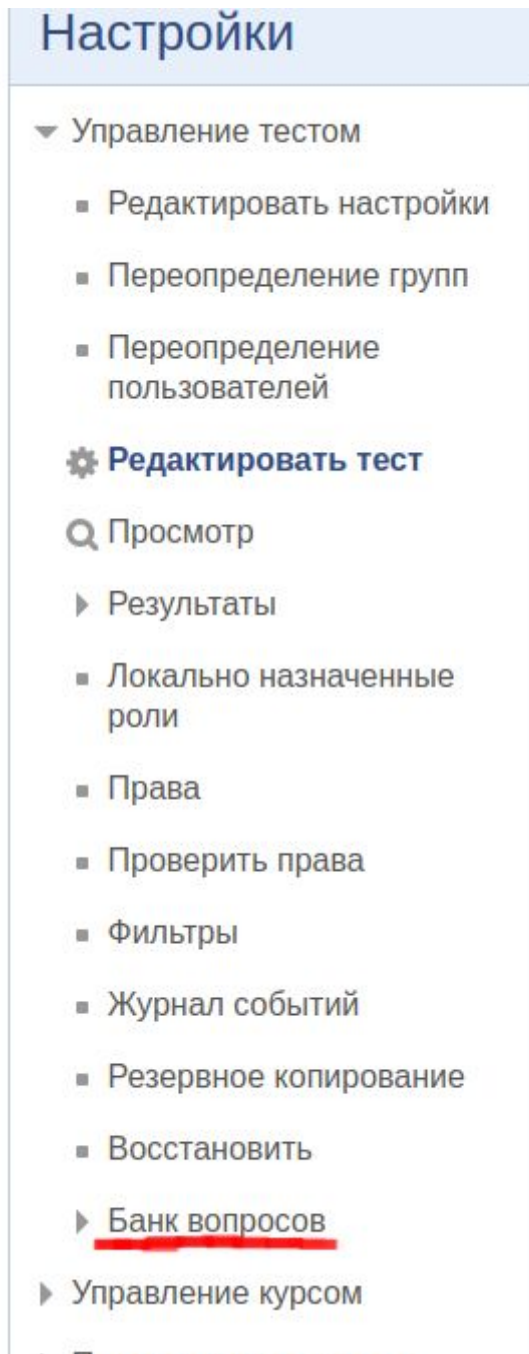 Настройки
Управление тестом
Редактировать настройки
Переопределение групп
Переопределение
пользователей
Редактировать тест
Просмотр
Результаты
Локально назначенные
роли
Права
Проверить права
Фильтры
Журнал событий
Резервное копирование
Восстановить
Банк вопросов
Управление курсом